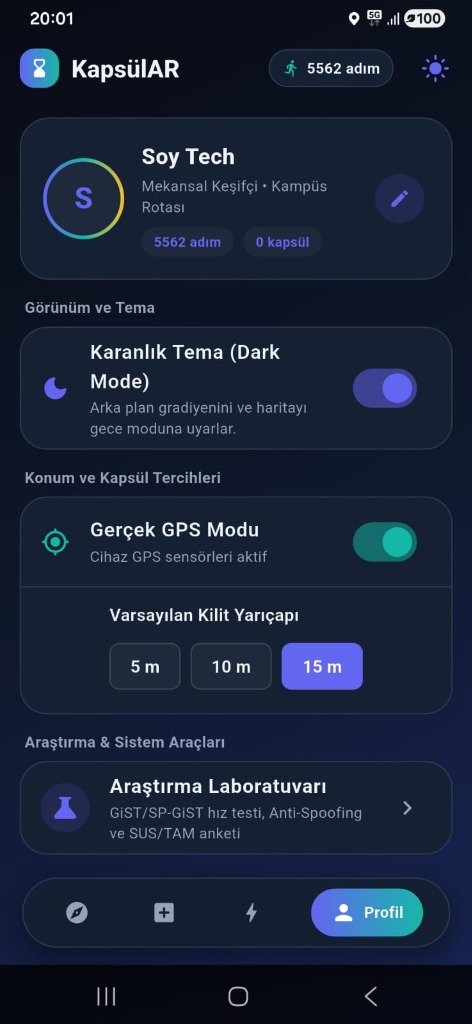 20:01
5G
100
KapsülAR
5562 adım
Soy Tech
S
Mekansal Keşifçi • Kampüs
Rotası
5562 adım
0 kapsül
Görünüm ve Tema
Karanlık Tema (Dark
Mode)
Arka plan gradiyenini ve haritayı
gece moduna uyarlar.
Konum ve Kapsül Tercihleri
Gerçek GPS Modu
Cihaz GPS sensörleri aktif
Varsayılan Kilit Yarıçapı
5 m
10 m
15 m
Araştırma & Sistem Araçları
Araştırma Laboratuvarı
GiST/SP-GiST hız testi, Anti-Spoofing
ve SUS/TAM anketi
Profil